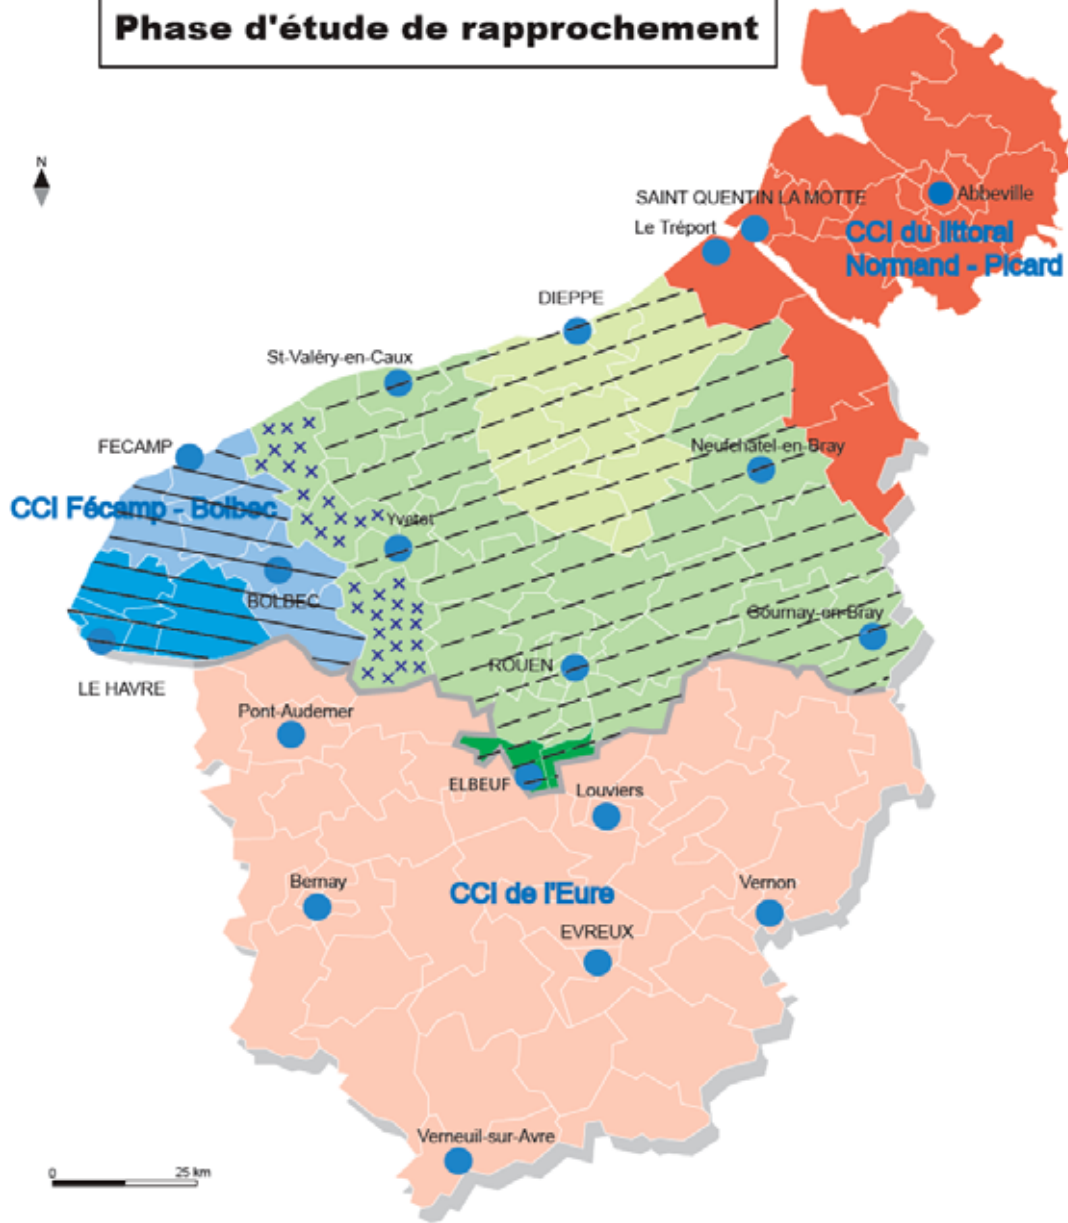 Phase d'étude de rapprochement
N
SAINT QUENTIN LA MOTTE
Abbeville
Le Tréport
CCI du littoral
Normand - Picard
DIEPPE
St-Valéry-en-Caux
FECAMP
Neufchâtel-en-Bray
CCI Fécamp - Bolbec
Yvetot
BOLBEC
Gournay-en-Bray
ROUEN
LE HAVRE
Pont-Audemer
ELBEUF
Louviers
Bernay
CCI de l'Eure
Vernon
EVREUX
Verneuil-sur-Avre
0
25 km